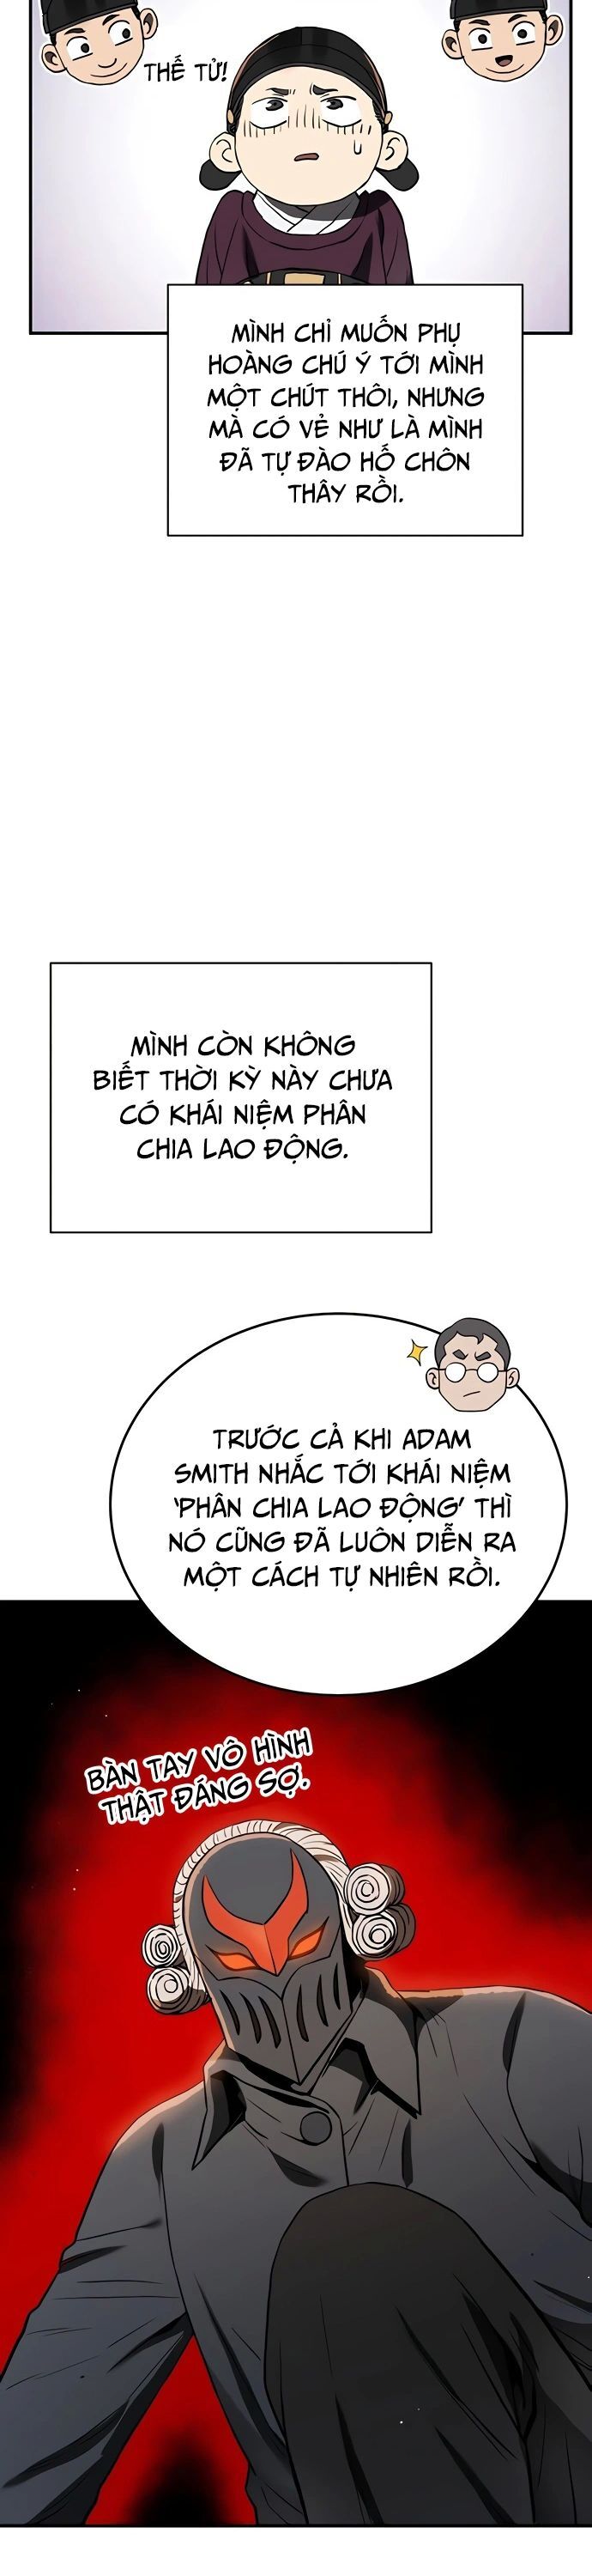 THẾ TỬ!
MÌNH CHỈ MUỐN PHỤ
HOÀNG CHÚ Ý TỚI MÌNH
MỘT CHÚT THÔI, NHƯNG
MÀ CÓ VẺ NHƯ LÀ MÌNH
ĐÃ TỰ ĐÀO HỐ CHÔN
THÂY RỒI.
MÌNH CÒN KHÔNG
BIẾT THỜI KỲ NÀY CHƯA
CÓ KHÁI NIỆM PHÂN
CHIA LAO ĐỘNG.
TRƯỚC CẢ KHI ADAM
SMITH NHẮC TỚI KHÁI NIỆM
'PHÂN CHIA LAO ĐỘNG' THÌ
NÓ CŨNG ĐÃ LUÔN DIỄN RA
MỘT CÁCH TỰ NHIÊN RỒI.
BÀN TAY VÔ HÌNH
THẬT ĐÁNG SỢ.